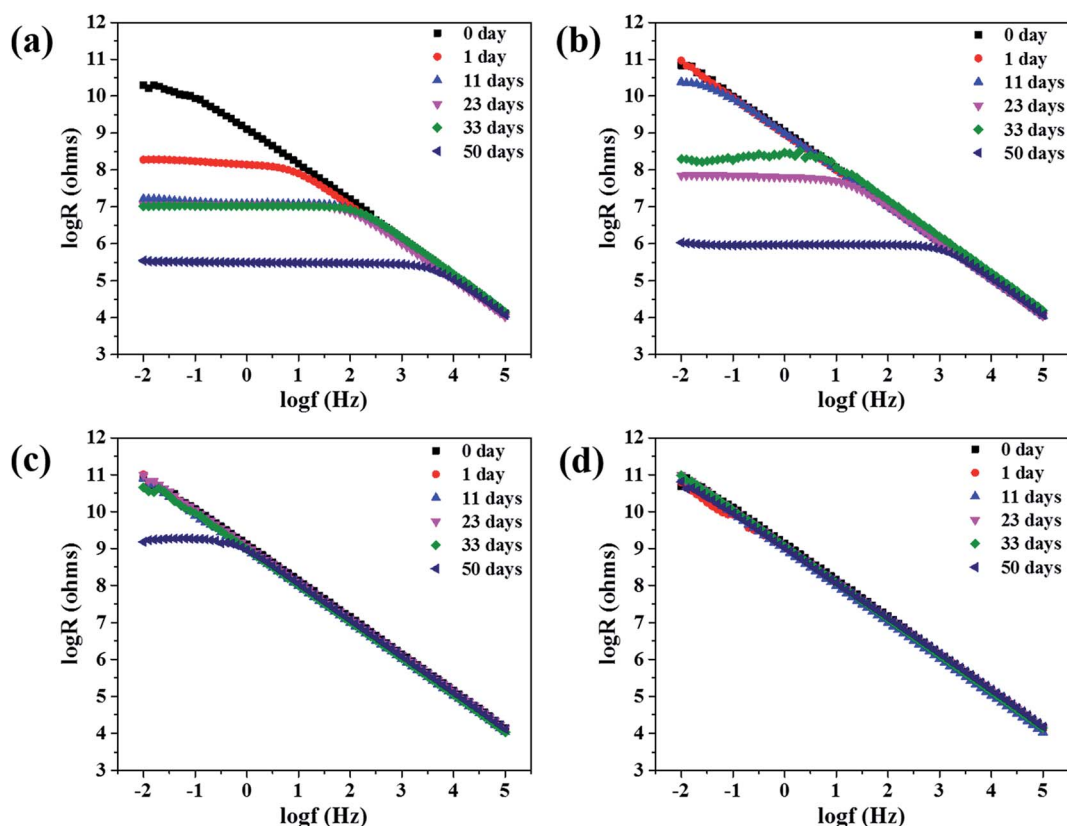 (a)
12
11
10
9
8
7
6
5
4
3
logR (ohms)
-2 -1 0 1 2 3 4 5
logf (Hz)
0 day
1 day
11 days
23 days
33 days
50 days
(b)
12
11
10
9
8
7
6
5
4
3
logR (ohms)
-2 -1 0 1 2 3 4 5
logf (Hz)
0 day
1 day
11 days
23 days
33 days
50 days
(c)
12
11
10
9
8
7
6
5
4
3
logR (ohms)
-2 -1 0 1 2 3 4 5
logf (Hz)
0 day
1 day
11 days
23 days
33 days
50 days
(d)
12
11
10
9
8
7
6
5
4
3
logR (ohms)
-2 -1 0 1 2 3 4 5
logf (Hz)
0 day
1 day
11 days
23 days
33 days
50 days